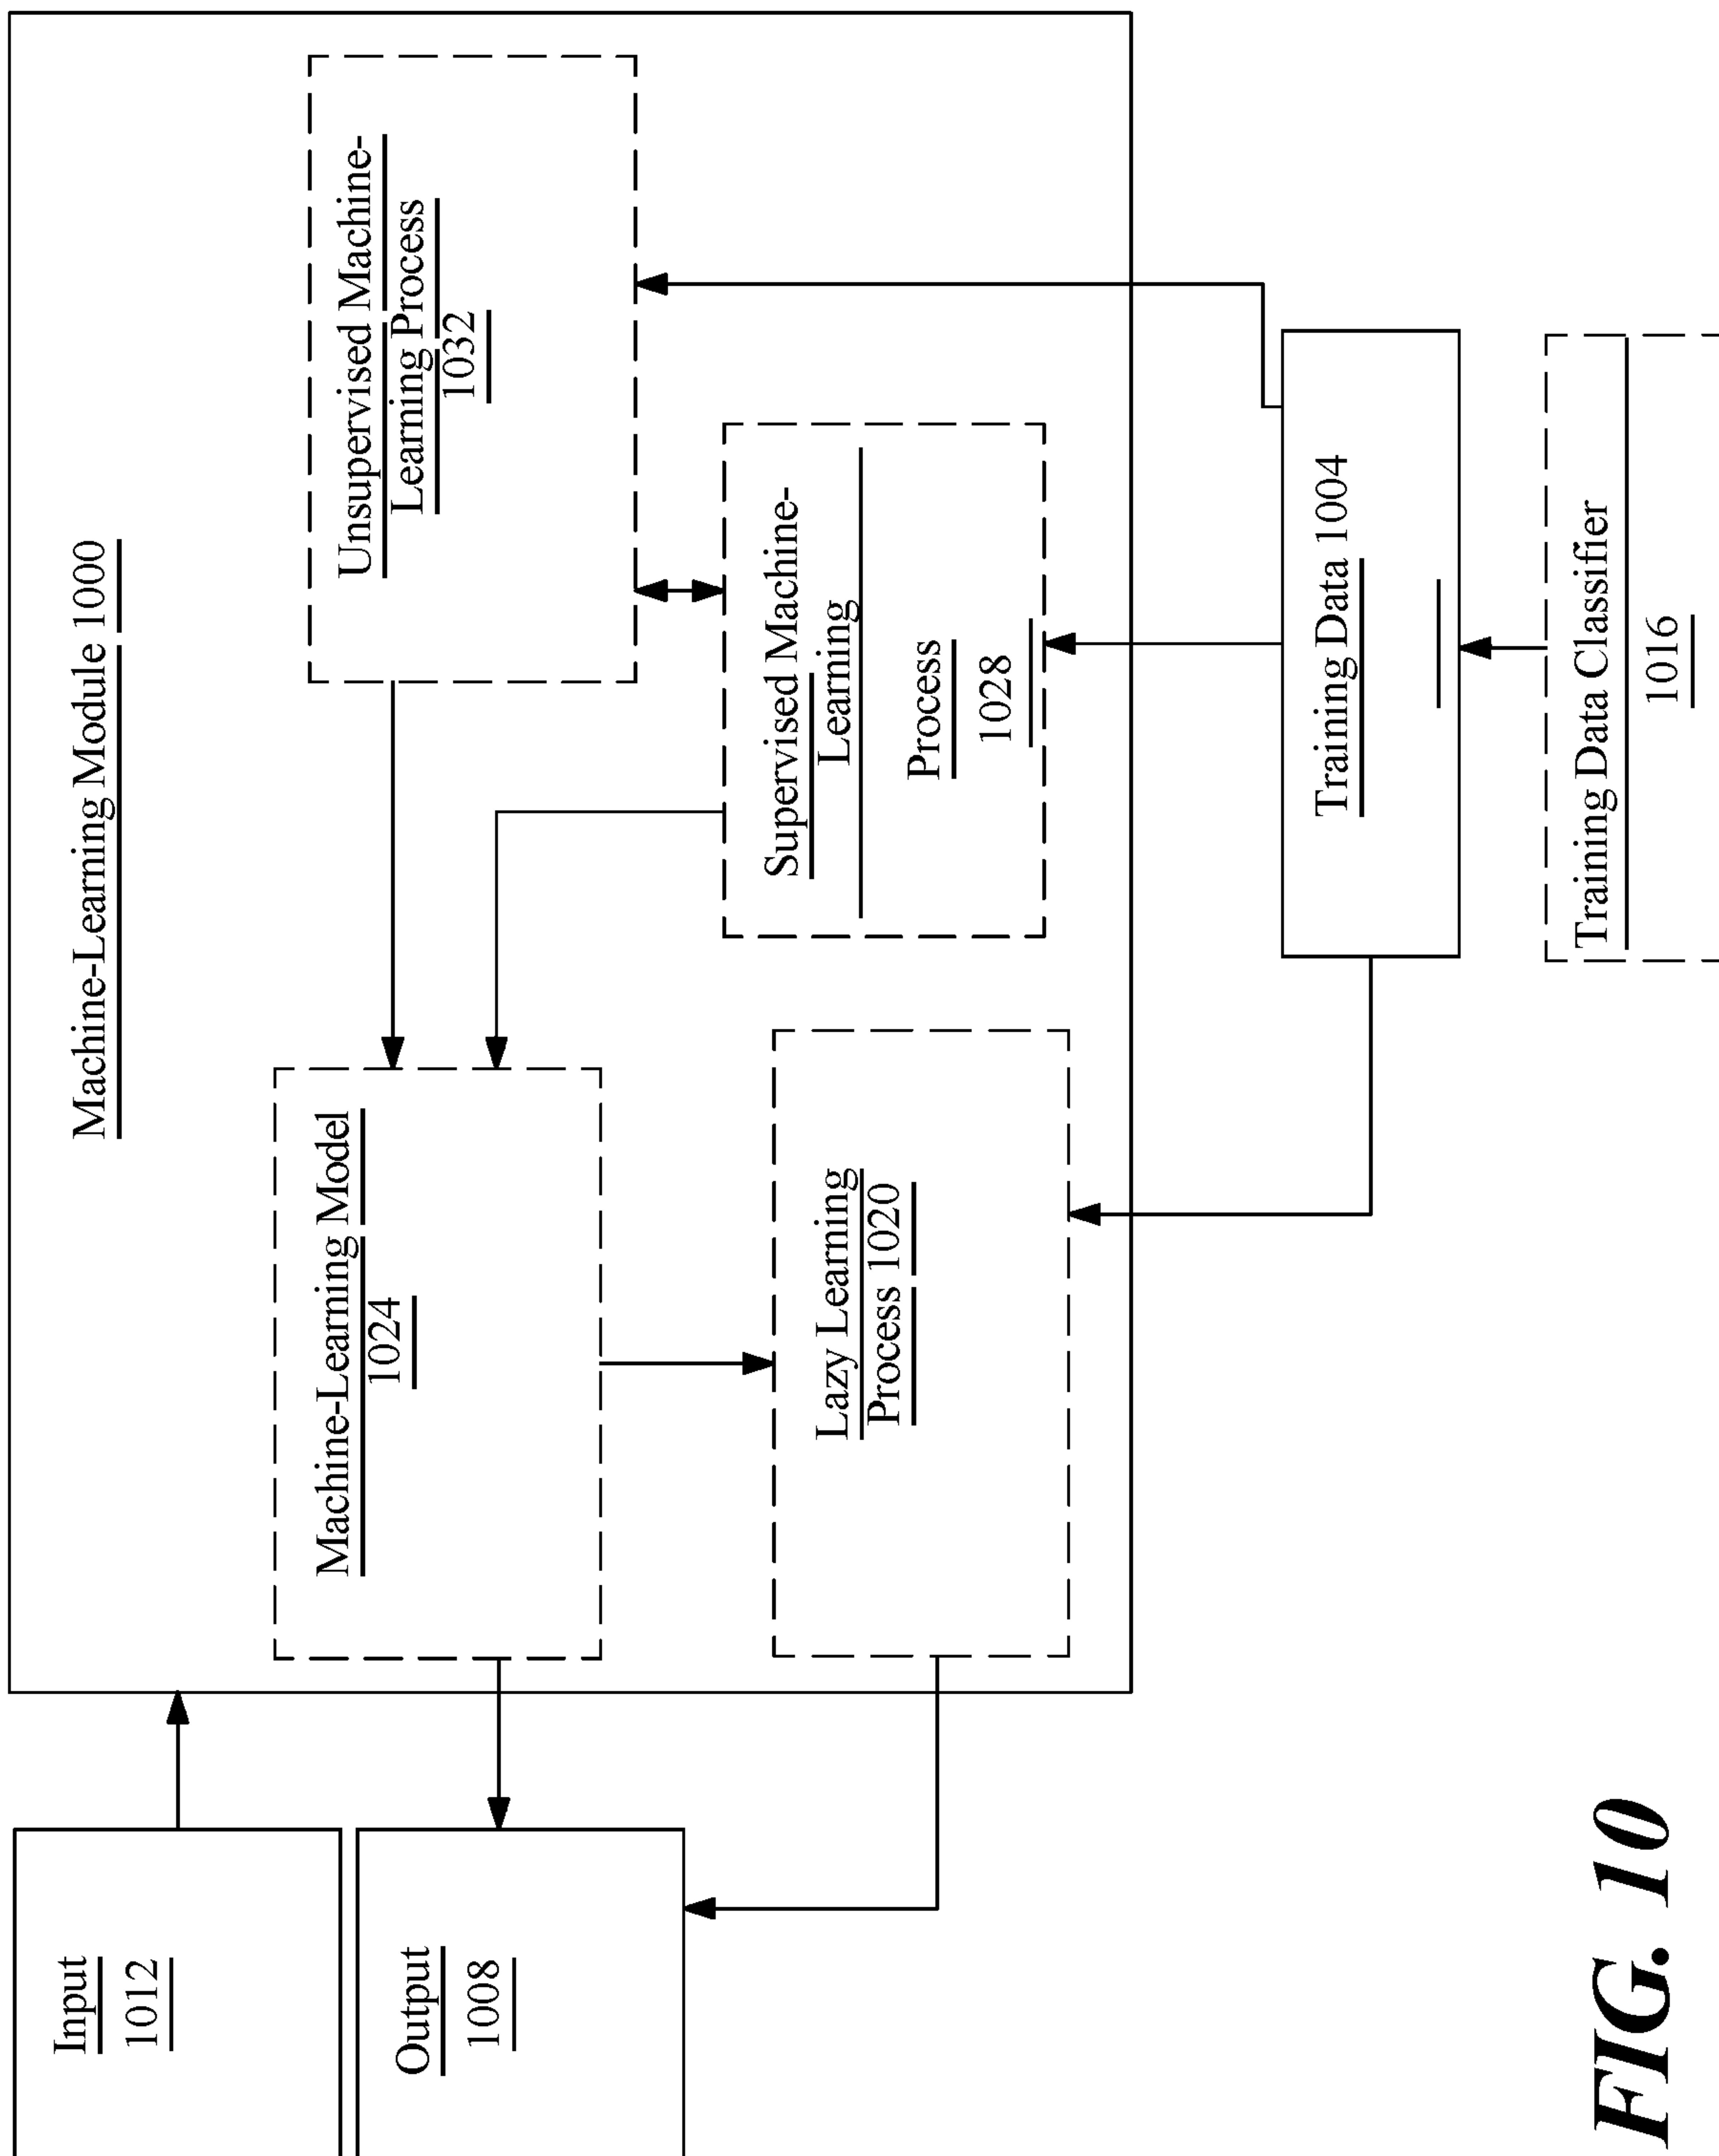 Machine-Learning Module 1000
Input
1012
Output
1008
Machine-Learning Model
1024
Unsupervised Machine-
Learning Process
1032
Lazy Learning
Process 1020
Supervised Machine-
Learning
Process
1028
Training Data 1004
Training Data Classifier
1016
FIG. 10